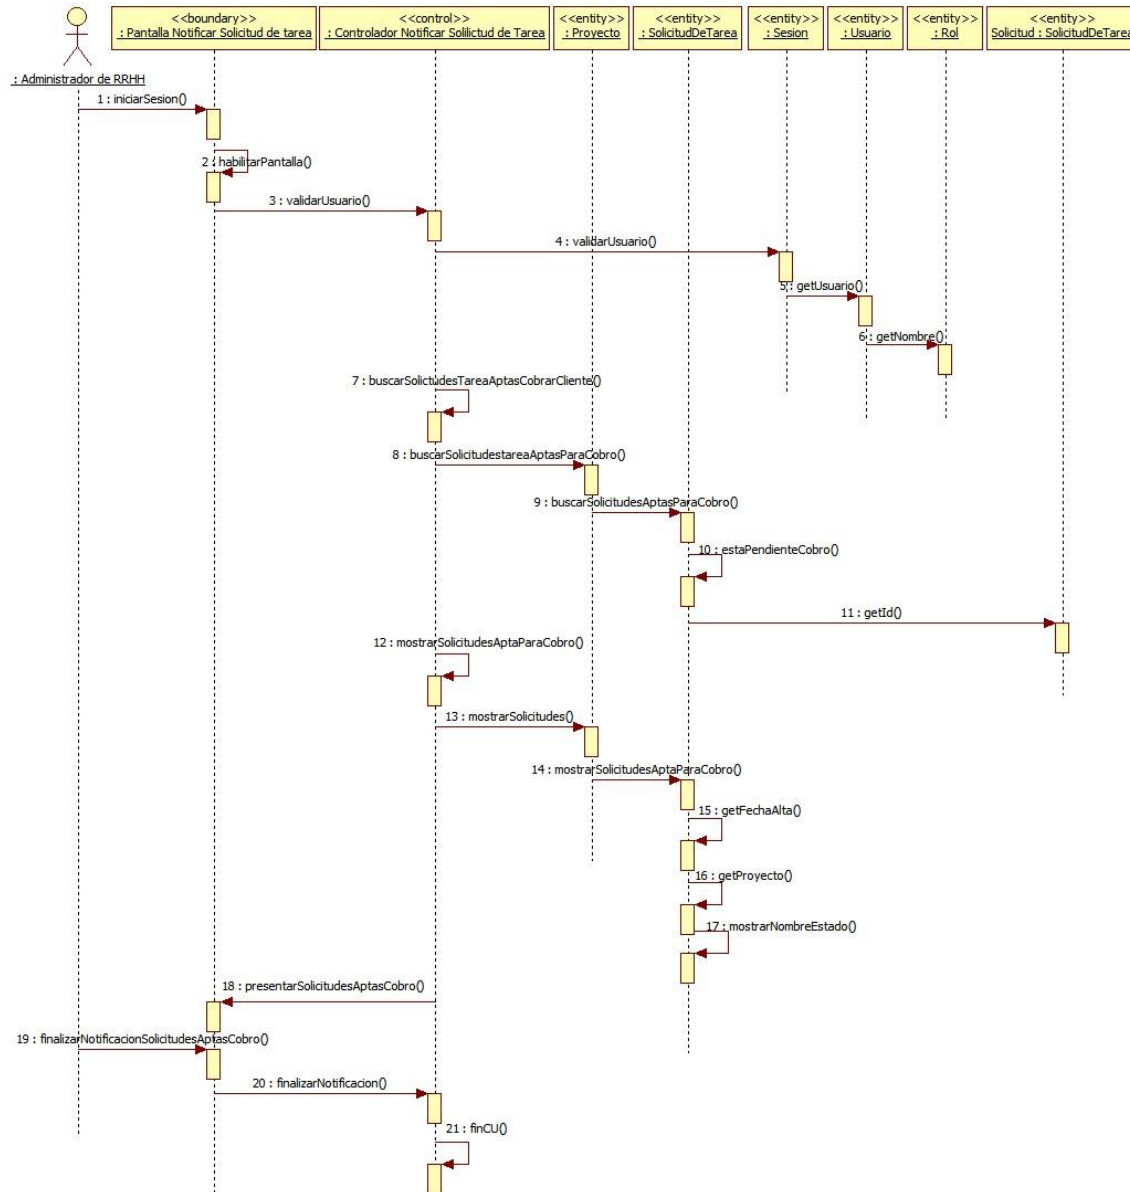 <<boundary>>
: Pantalla Notificar Solicitud de tarea
<<control>>
: Controlador Notificar Solilictud de Tarea
<<entity>>
: Proyecto
<<entity>>
: SolicitudDeTarea
<<entity>>
: Sesion
<<entity>>
: Usuario
<<entity>>
: Rol
<<entity>>
Solicitud : SolicitudDeTarea
: Administrador de RRHH
1 : iniciarSesion()
2 : habilitarPantalla()
3 : validarUsuario()
4 : validarUsuario()
5 : getUsuario()
6 : getNombre()
7 : buscarSolictudesTareaAptasCobrarCliente()
8 : buscarSolicitudestareaAptasParaCobro()
9 : buscarSolicitudesAptasParaCobro()
10 : estaPendienteCobro()
11 : getId()
12 : mostrarSolicitudesAptaParaCobro()
13 : mostrarSolicitudes()
14 : mostrarSolicitudesAptaParaCobro()
15 : getFechaAlta()
16 : getProyecto()
17 : mostrarNombreEstado()
18 : presentarSolicitudesAptasCobro()
19 : finalizarNotificacionSolicitudesAptasCobro()
20 : finalizarNotificacion()
21 : finCU()